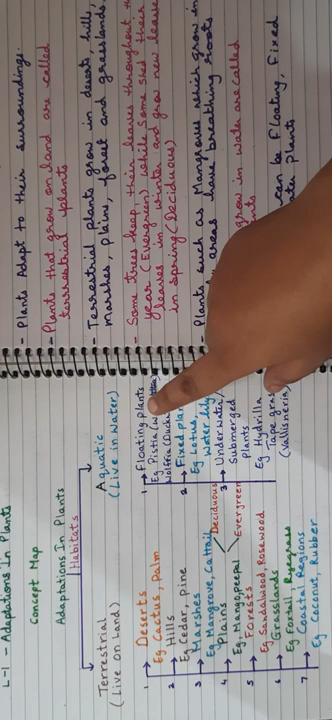 L-1 - Adaptations In Plants
Concept Map
Adaptations In Plants
Habitats
Terrestrial
(Live On Land)
1 → Deserts
Eg Cactus, Palm
2 → Hills
Eg Cedar, pine
3 → Marshes
Eg Mangrove, Cattail
4 → Plains
Eg. Mango, peepal
Deciduous
Evergreen
5 → Forests
Eg Sandalwood, Rosewood
6 → Grasslands
Eg Foxtail, Ryegrass
7 → Coastal Regions
Eg Coconut, Rubber
Aquatic
(Live in Water)
1 → Floating plants
Eg Pistia
Wolffia (Duck
2 → Fixed
Eg Lotus,
Water lily
3 → Underwater/
Submerged
Plants
Eg Hydrilla
Tape
(Vallisneria)
- Plants Adapt to their surroundings
- Plants that grow on land are called
terrestrial plants
- Terrestrial plants grow in desert, hill,
marshes, plains, forest and grassland.
- Some trees keep their leaves throughout the
year (Evergreen) while some shed their
leaves in winter and grow new leave
in spring (deciduous)
- Plants such as Mangroves which grow in
areas have breathing roots
grow in water are called
can be floating, fixed
plants